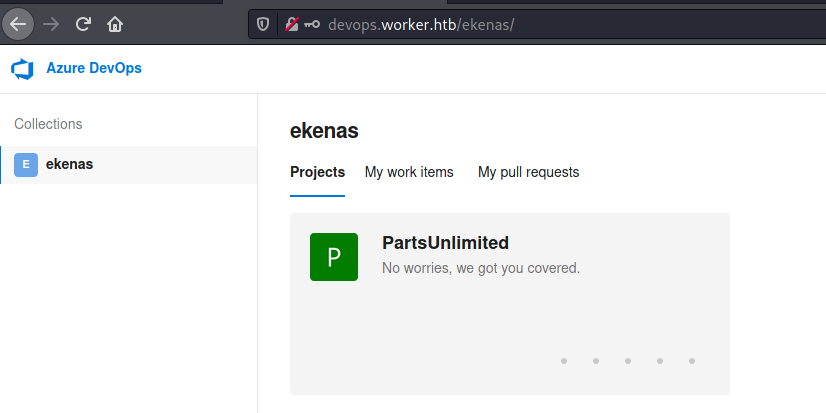 devops.worker.htb/ekenas/
Azure DevOps
Collections
E ekenas
ekenas
Projects My work items My pull requests
P
PartsUnlimited
No worries, we got you covered.